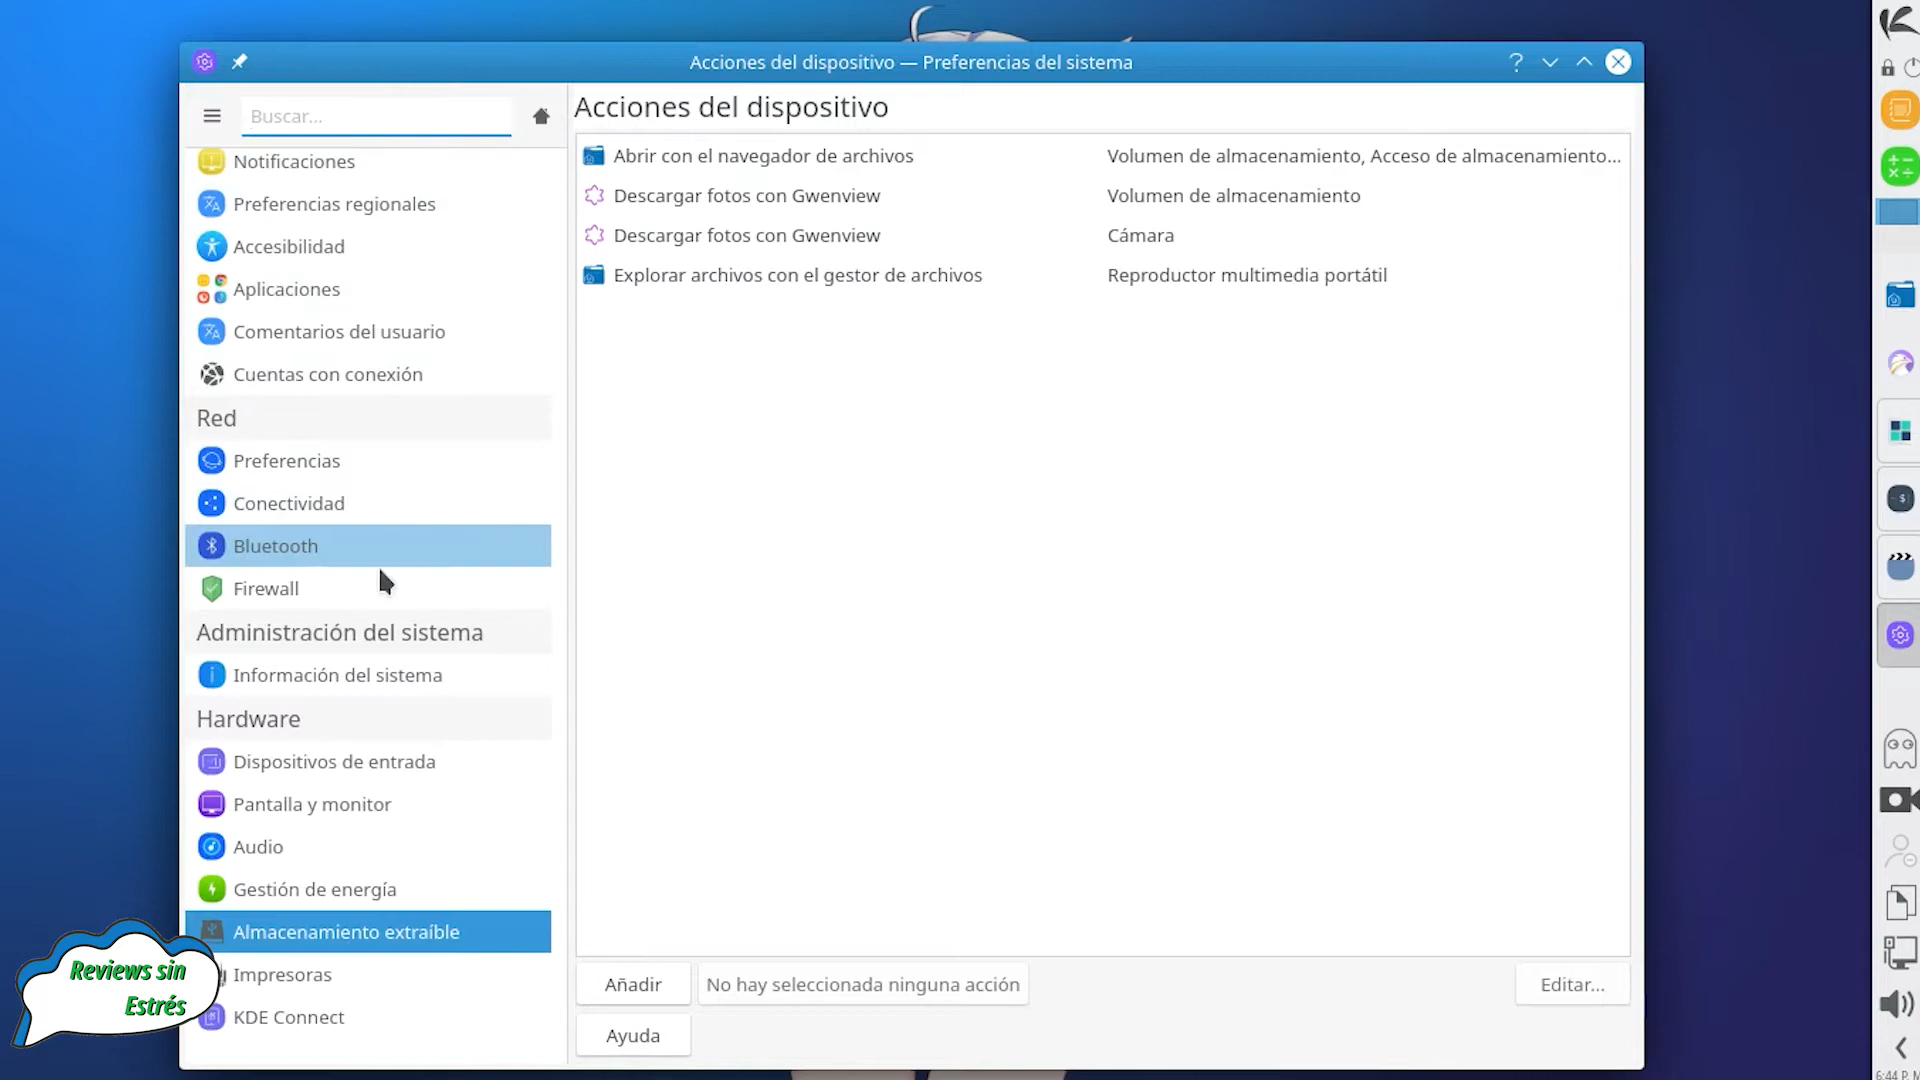 Acciones del dispositivo — Preferencias del sistema
?
Buscar...
Notificaciones
Preferencias regionales
Accesibilidad
Aplicaciones
Comentarios del usuario
Cuentas con conexión
Red
Preferencias
Conectividad
Bluetooth
Firewall
Administración del sistema
Información del sistema
Hardware
Dispositivos de entrada
Pantalla y monitor
Audio
Gestión de energía
Almacenamiento extraíble
Impresoras
KDE Connect
Reviews sin
Estrés
Acciones del dispositivo
Abrir con el navegador de archivos Volumen de almacenamiento, Acceso de almacenamiento...
Descargar fotos con Gwenview Volumen de almacenamiento
Descargar fotos con Gwenview Cámara
Explorar archivos con el gestor de archivos Reproductor multimedia portátil
Añadir
No hay seleccionada ninguna acción
Editar...
Ayuda
6:44 P.